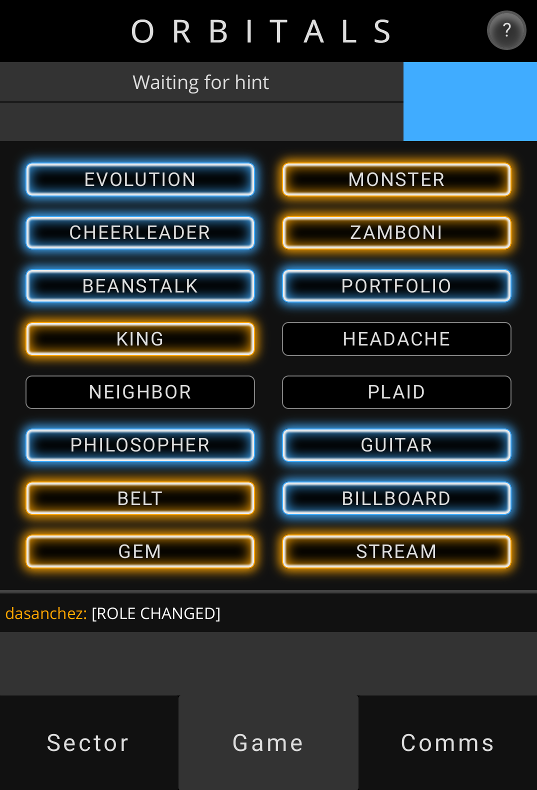 ORBITALS
?
Waiting for hint
EVOLUTION MONSTER
CHEERLEADER ZAMBONI
BEANSTALK PORTFOLIO
KING HEADACHE
NEIGHBOR PLAID
PHILOSOPHER GUITAR
BELT BILLBOARD
GEM STREAM
dasanchez: [ROLE CHANGED]
Sector Game Comms